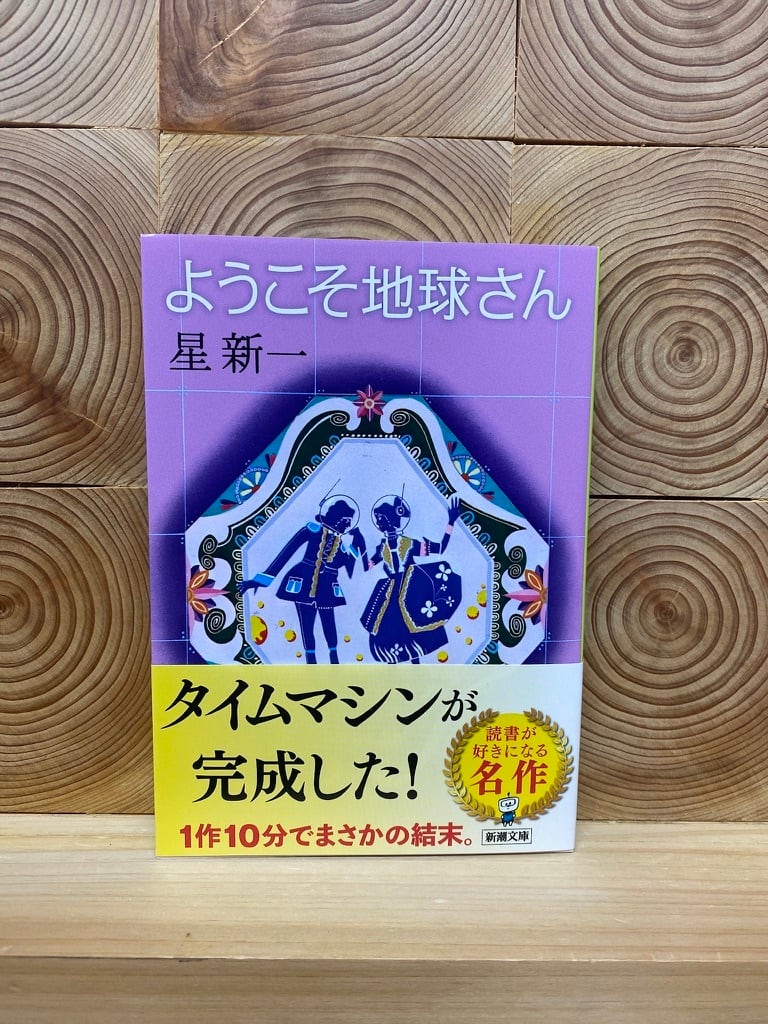 ようこそ地球さん
星 新一
タイムマシンが
完成した!
1作10分でまさかの結末。
読書が
好きになる
名作
新潮文庫